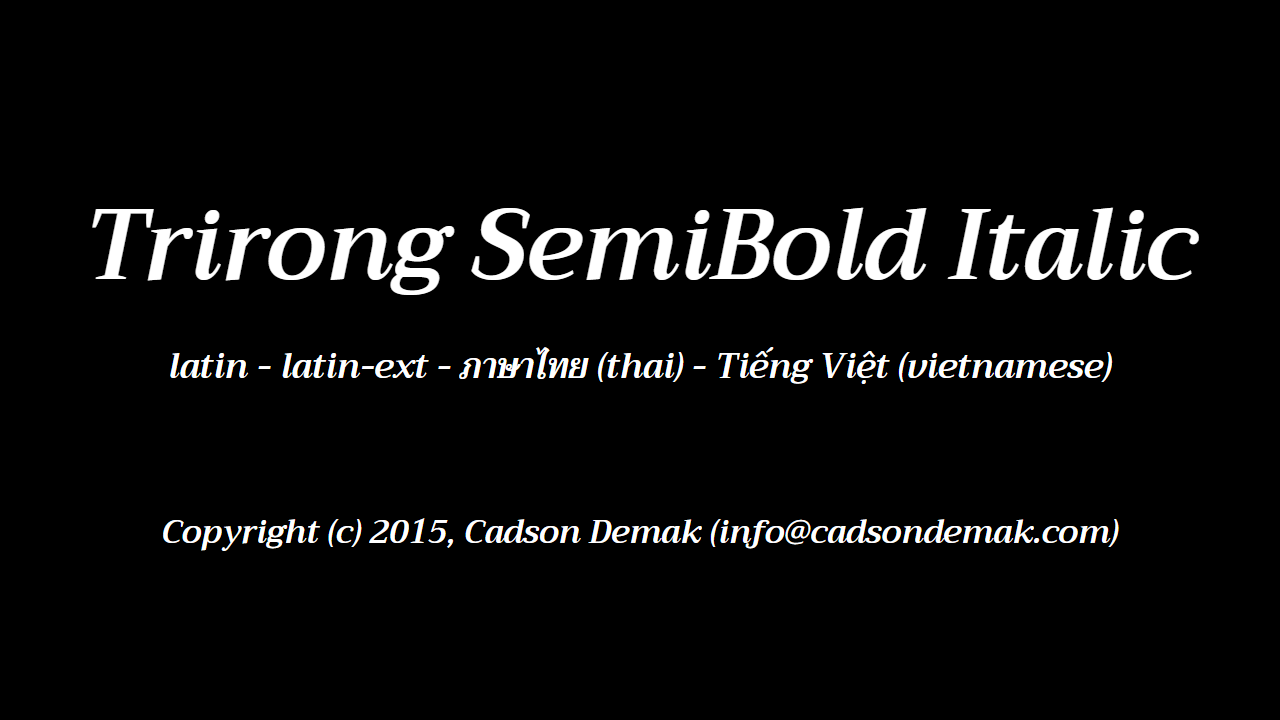 Trirong SemiBold Italic
latin - latin-ext - ภาษาไทย (thai) - Tiếng Việt (vietnamese)
Copyright (c) 2015, Cadson Demak (info@cadsondemak.com)